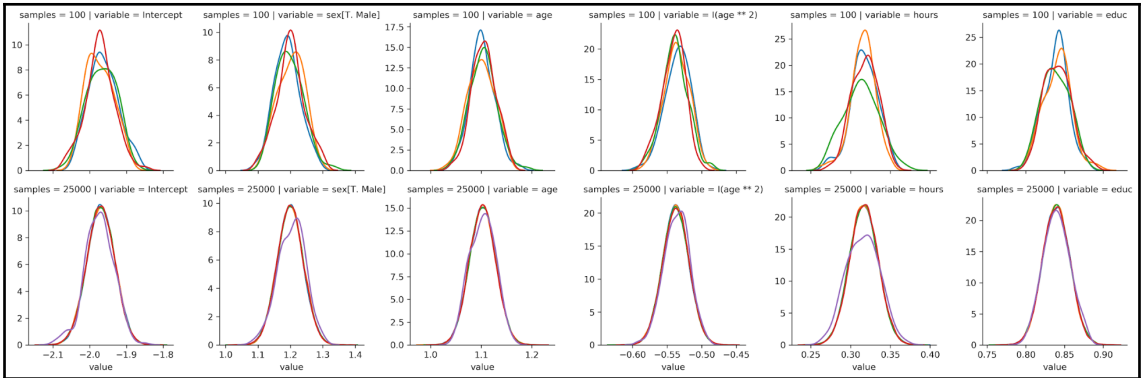 samples = 100 | variable = Intercept
samples = 100 | variable = sex[T. Male]
samples = 100 | variable = age
samples = 100 | variable = I(age ** 2)
samples = 100 | variable = hours
samples = 100 | variable = educ
10
8
6
4
2
0
10
8
6
4
2
0
17.5
15.0
12.5
10.0
7.5
5.0
2.5
0.0
20
15
10
5
0
25
20
15
10
5
0
25
20
15
10
5
0
samples = 25000 | variable = Intercept
samples = 25000 | variable = sex[T. Male]
samples = 25000 | variable = age
samples = 25000 | variable = I(age ** 2)
samples = 25000 | variable = hours
samples = 25000 | variable = educ
10
8
6
4
2
0
10
8
6
4
2
0
15.0
12.5
10.0
7.5
5.0
2.5
0.0
20
15
10
5
0
20
15
10
5
0
20
15
10
5
0
−2.1 −2.0 −1.9 −1.8
1.0 1.1 1.2 1.3 1.4
1.0 1.1 1.2
−0.60 −0.55 −0.50 −0.45
0.25 0.30 0.35 0.40
0.75 0.80 0.85 0.90
value
value
value
value
value
value